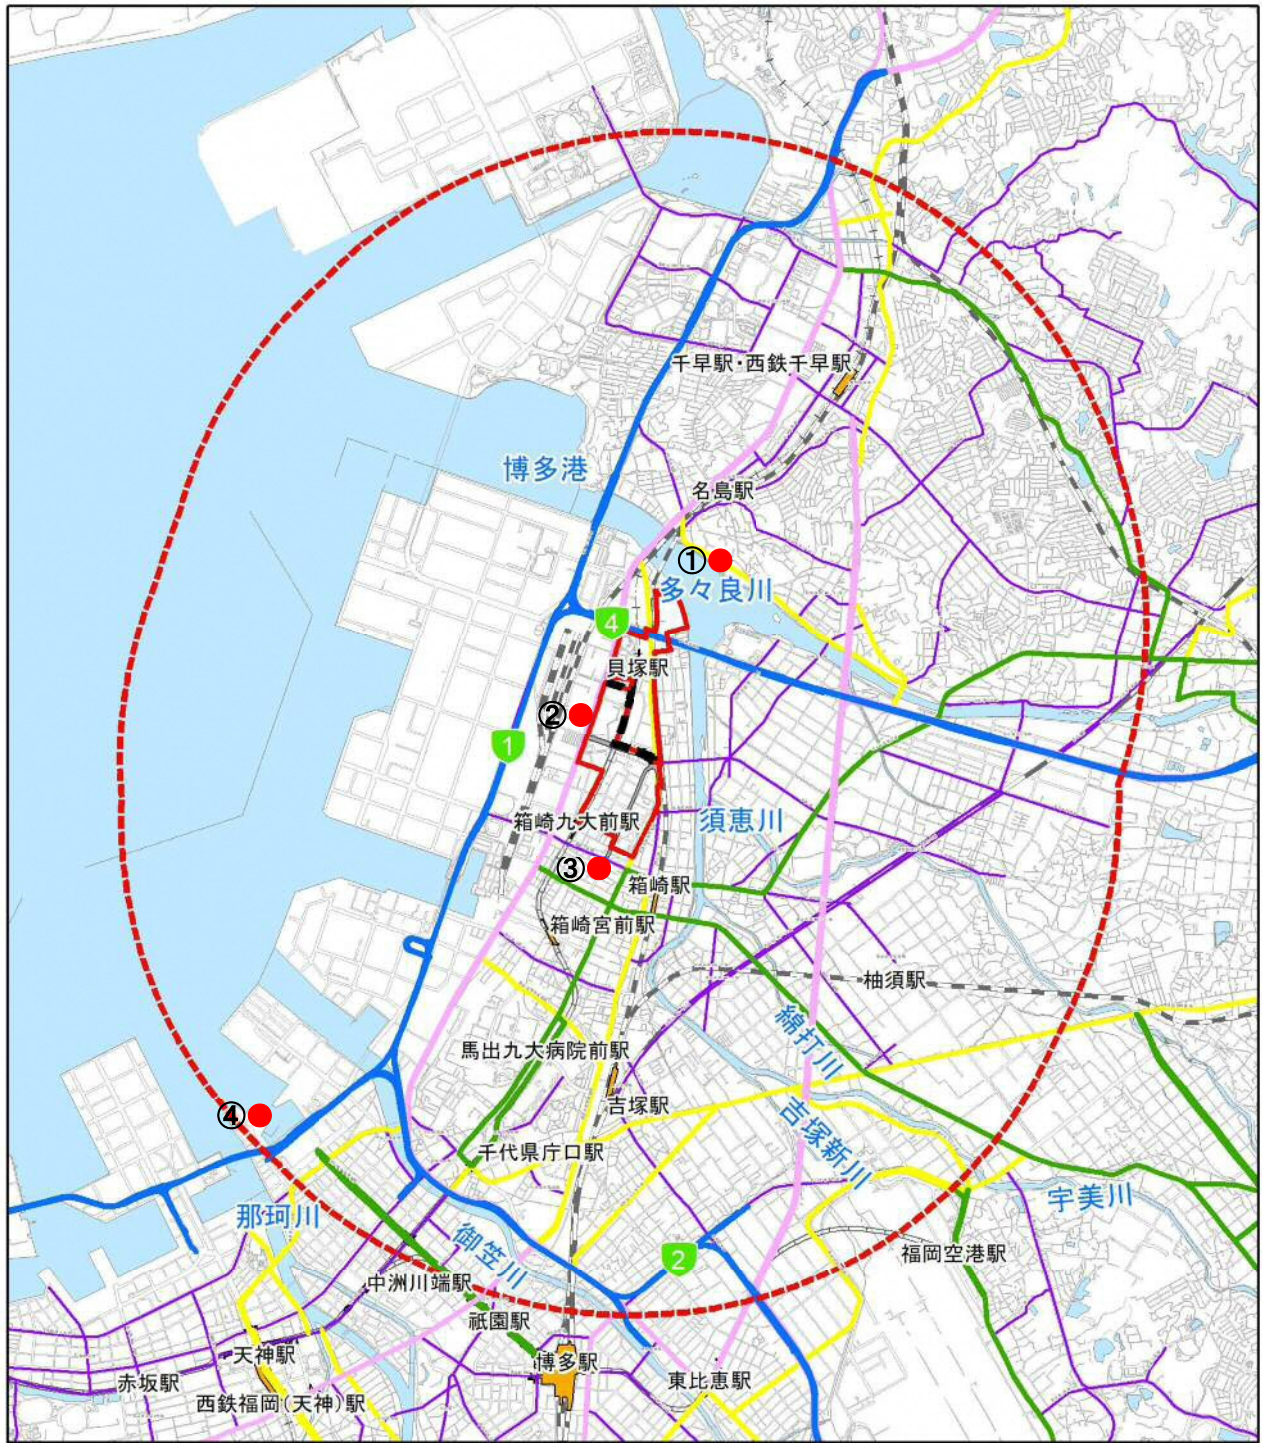 千早駅・西鉄千早駅
博多港
名島駅
①
多々良川
4
貝塚駅
②
1
箱崎九大前駅
須恵川
③
箱崎駅
箱崎宮前駅
柚須駅
綿打川
馬出九大病院前駅
吉塚駅
④
吉塚新川
千代県庁口駅
宇美川
那珂川
御笠川
2
福岡空港駅
中洲川端駅
祇園駅
天神駅
博多駅
赤坂駅
東比恵駅
西鉄福岡(天神)駅